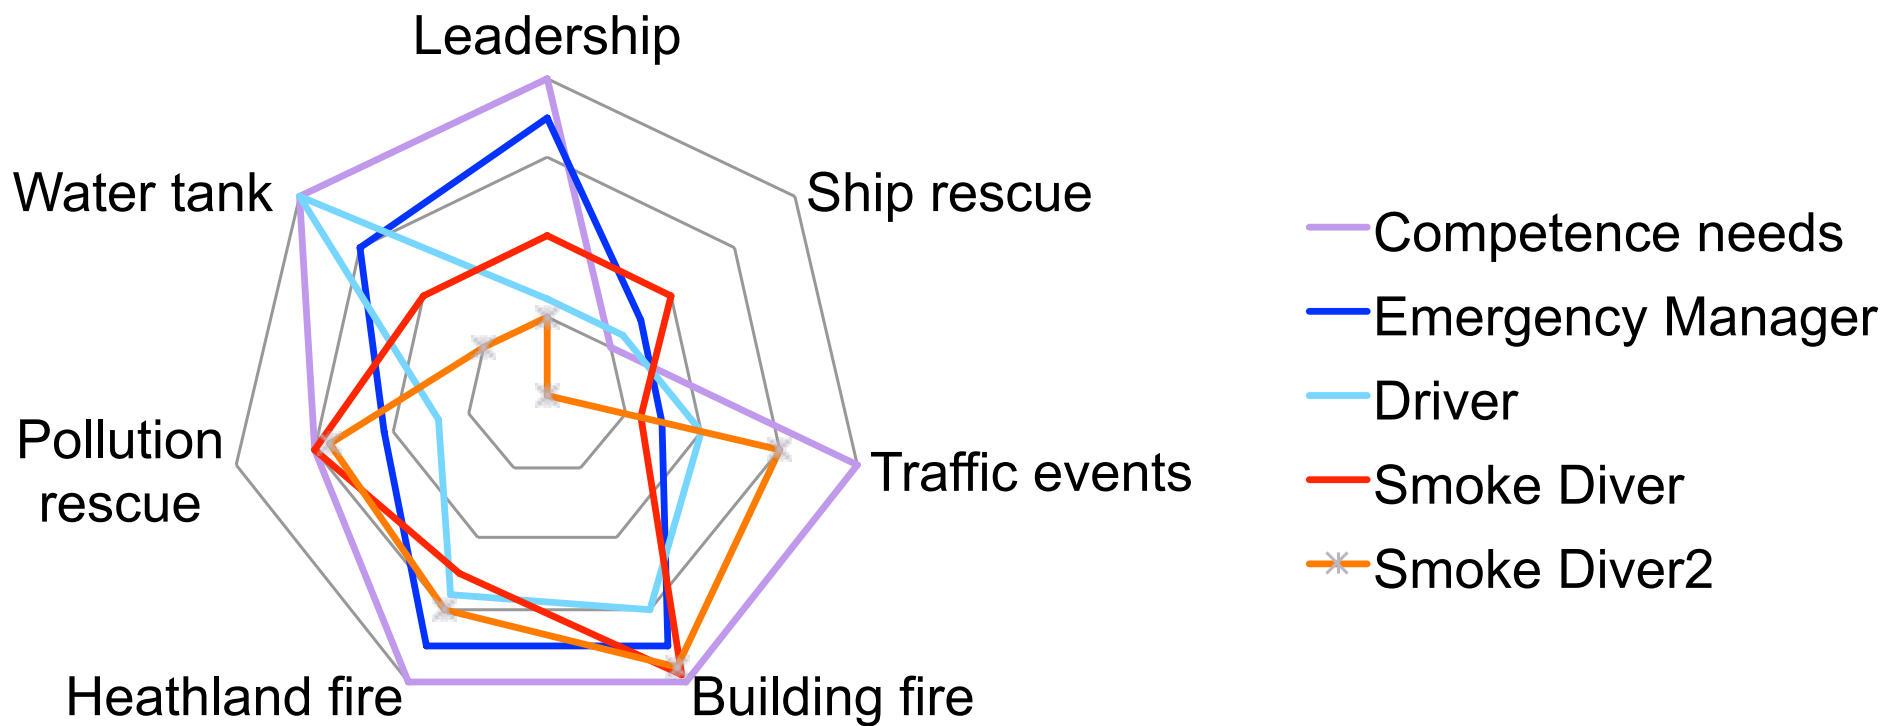 Leadership
Ship rescue
Traffic events
Building fire
Heathland fire
Pollution
rescue
Water tank
Competence needs
Emergency Manager
Driver
Smoke Diver
Smoke Diver2